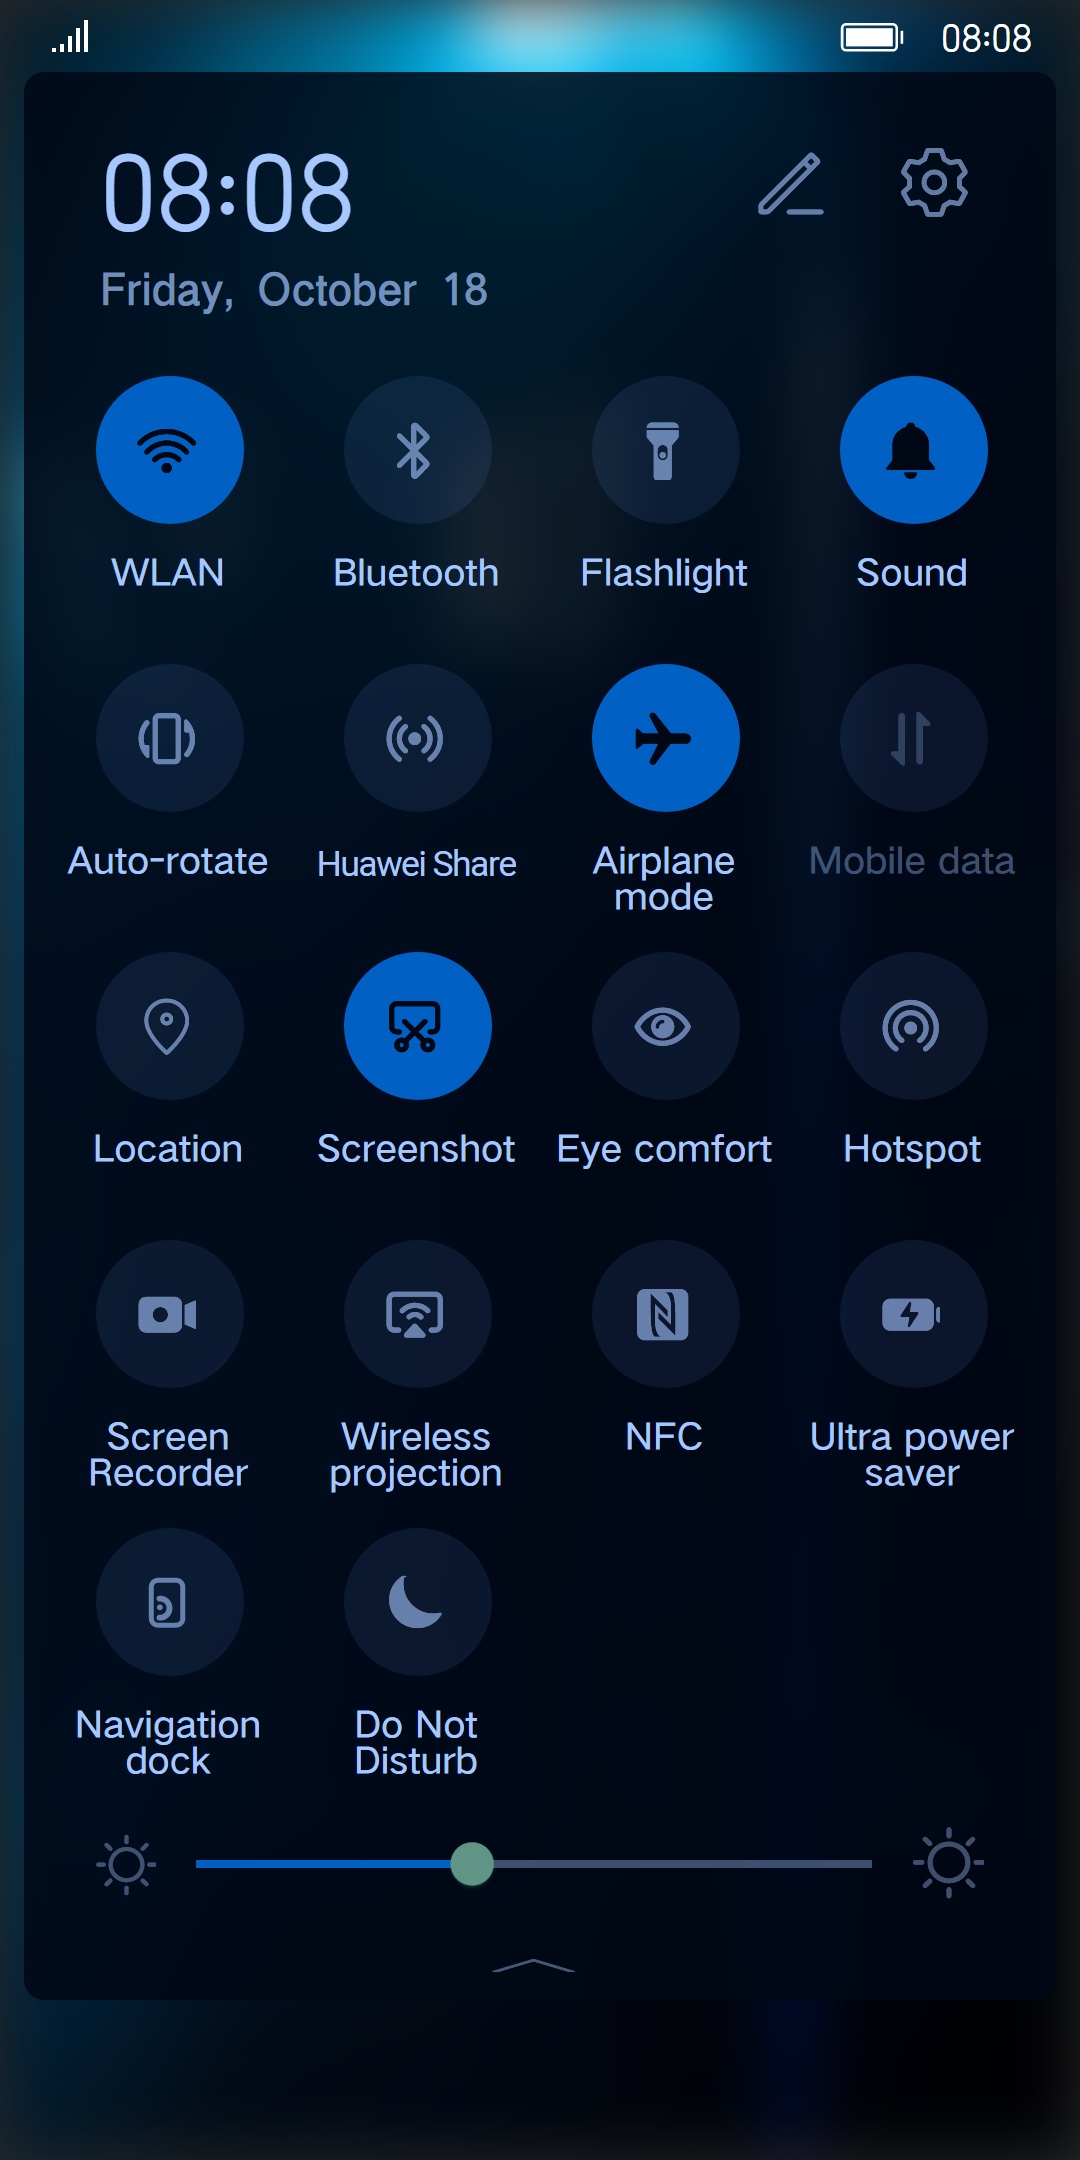 08:08
08:08
Friday, October 18
WLAN Bluetooth Flashlight Sound
Auto-rotate Huawei Share Airplane mode Mobile data
Location Screenshot Eye comfort Hotspot
Screen Recorder Wireless projection NFC Ultra power saver
Navigation dock Do Not Disturb